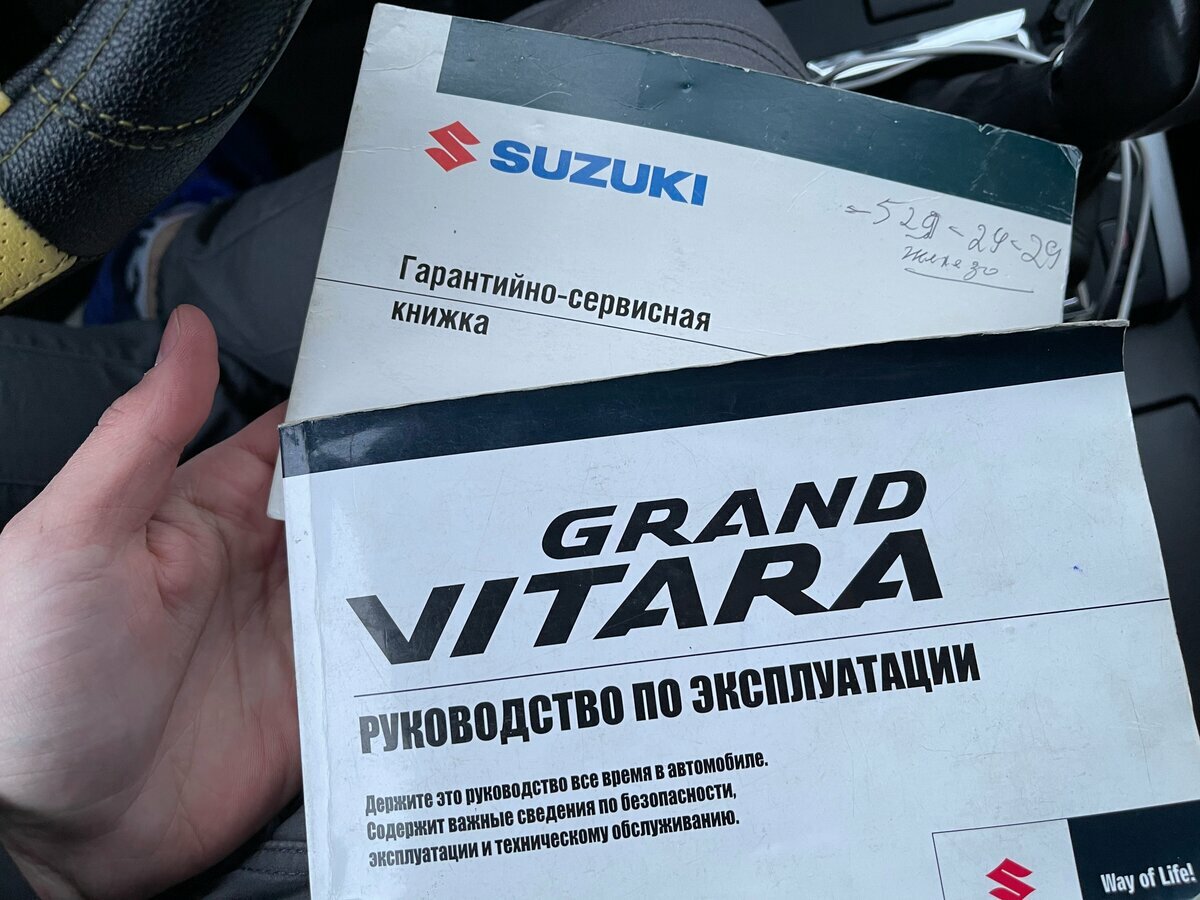 SUZUKI
-529-29-29
железо
Гарантийно-сервисная
книжка
GRAND
VITARA
РУКОВОДСТВО ПО ЭКСПЛУАТАЦИИ
Держите это руководство все время в автомобиле.
Содержит важные сведения по безопасности,
эксплуатации и техническому обслуживанию.
Way of Life!